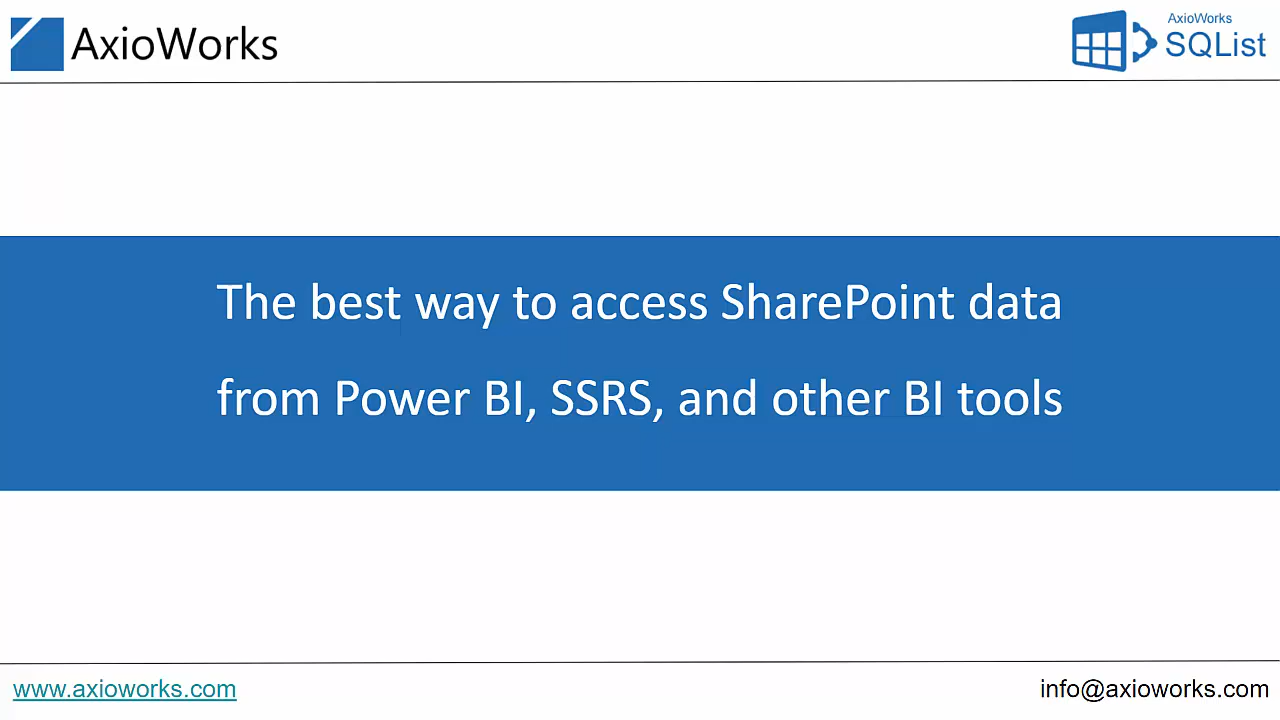 AxioWorks
AxioWorks
SQList
The best way to access SharePoint data
from Power BI, SSRS, and other BI tools
www.axioworks.com
info@axioworks.com